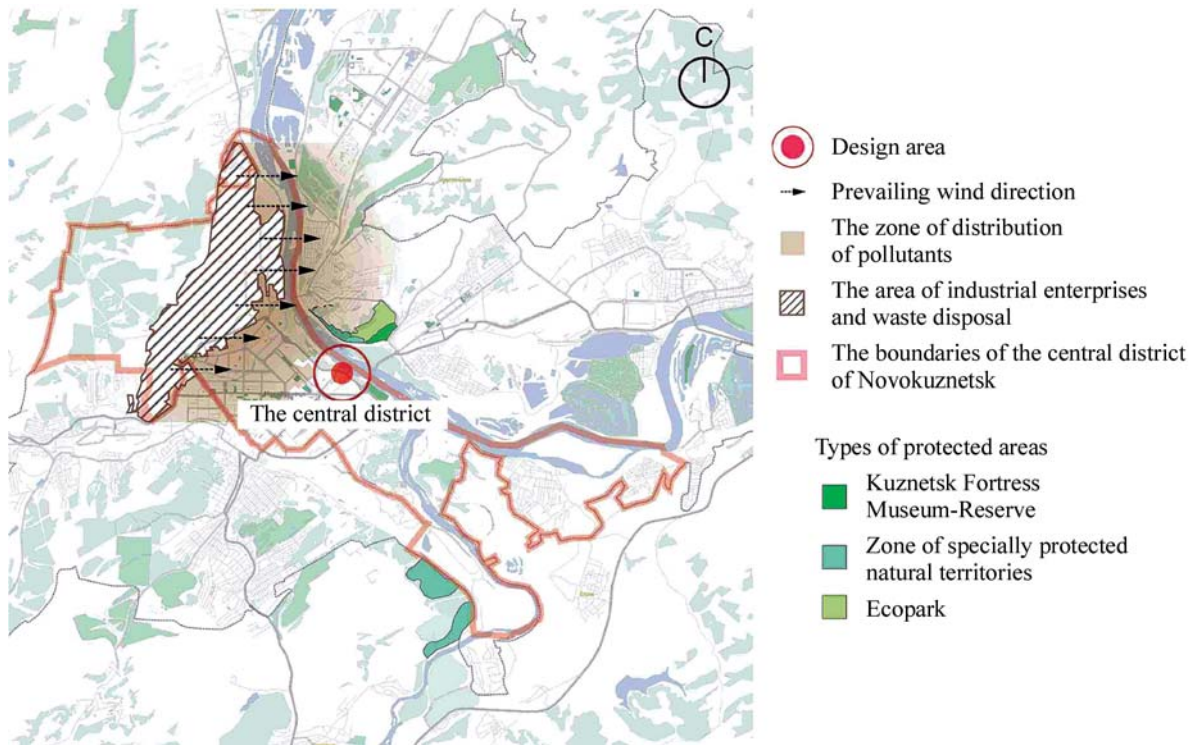 С
Design area
Prevailing wind direction
The zone of distribution
of pollutants
The area of industrial enterprises
and waste disposal
The boundaries of the central district
of Novokuznetsk
The central district
Types of protected areas
Kuznetsk Fortress
Museum-Reserve
Zone of specially protected
natural territories
Ecopark